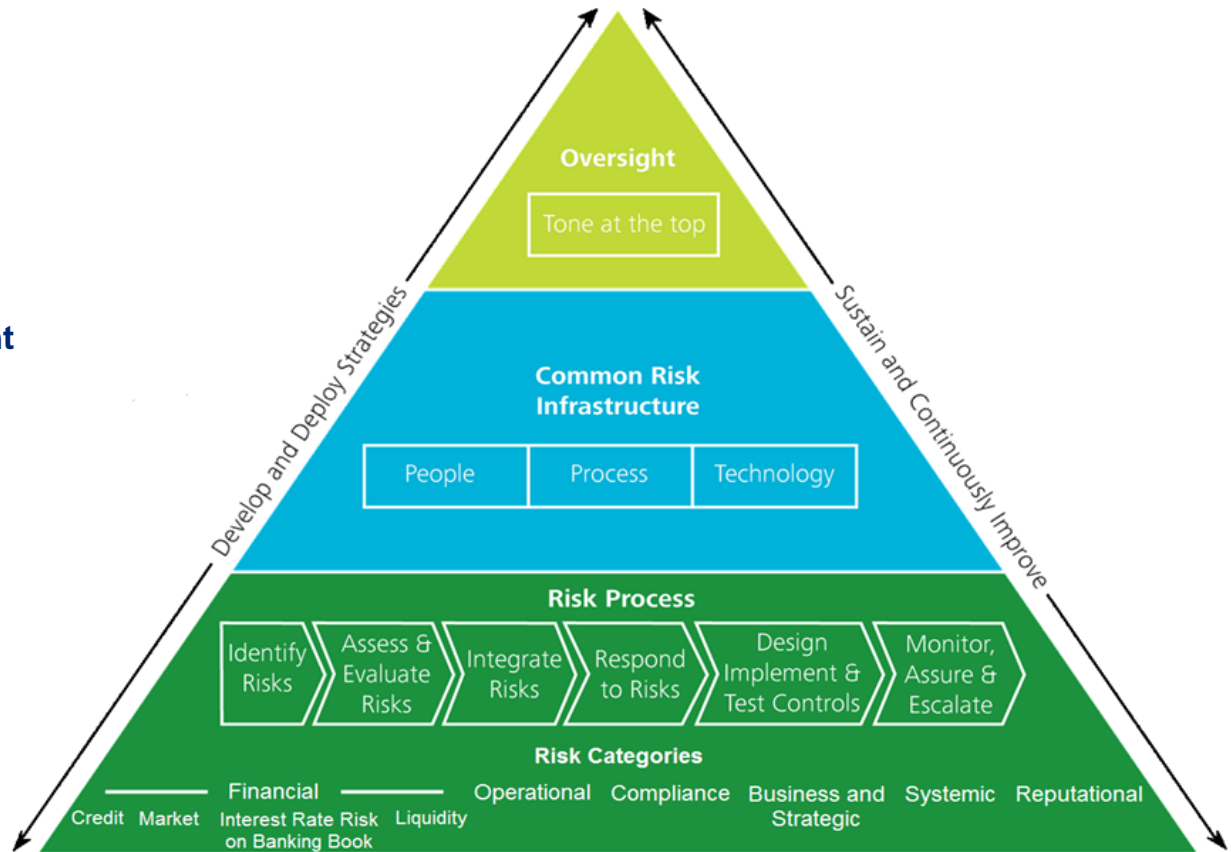 Oversight
Tone at the top
nt
Develop and Deploy Strategies
Sustain and Continuously Improve
Common Risk
Infrastructure
People Process Technology
Risk Process
Identify
Risks
Assess &
Evaluate
Risks
Integrate
Risks
Respond
to Risks
Design
Implement &
Test Controls
Monitor,
Assure &
Escalate
Risk Categories
Financial
Credit Market Interest Rate Risk
on Banking Book
Liquidity
Operational
Compliance
Business and
Strategic
Systemic
Reputational